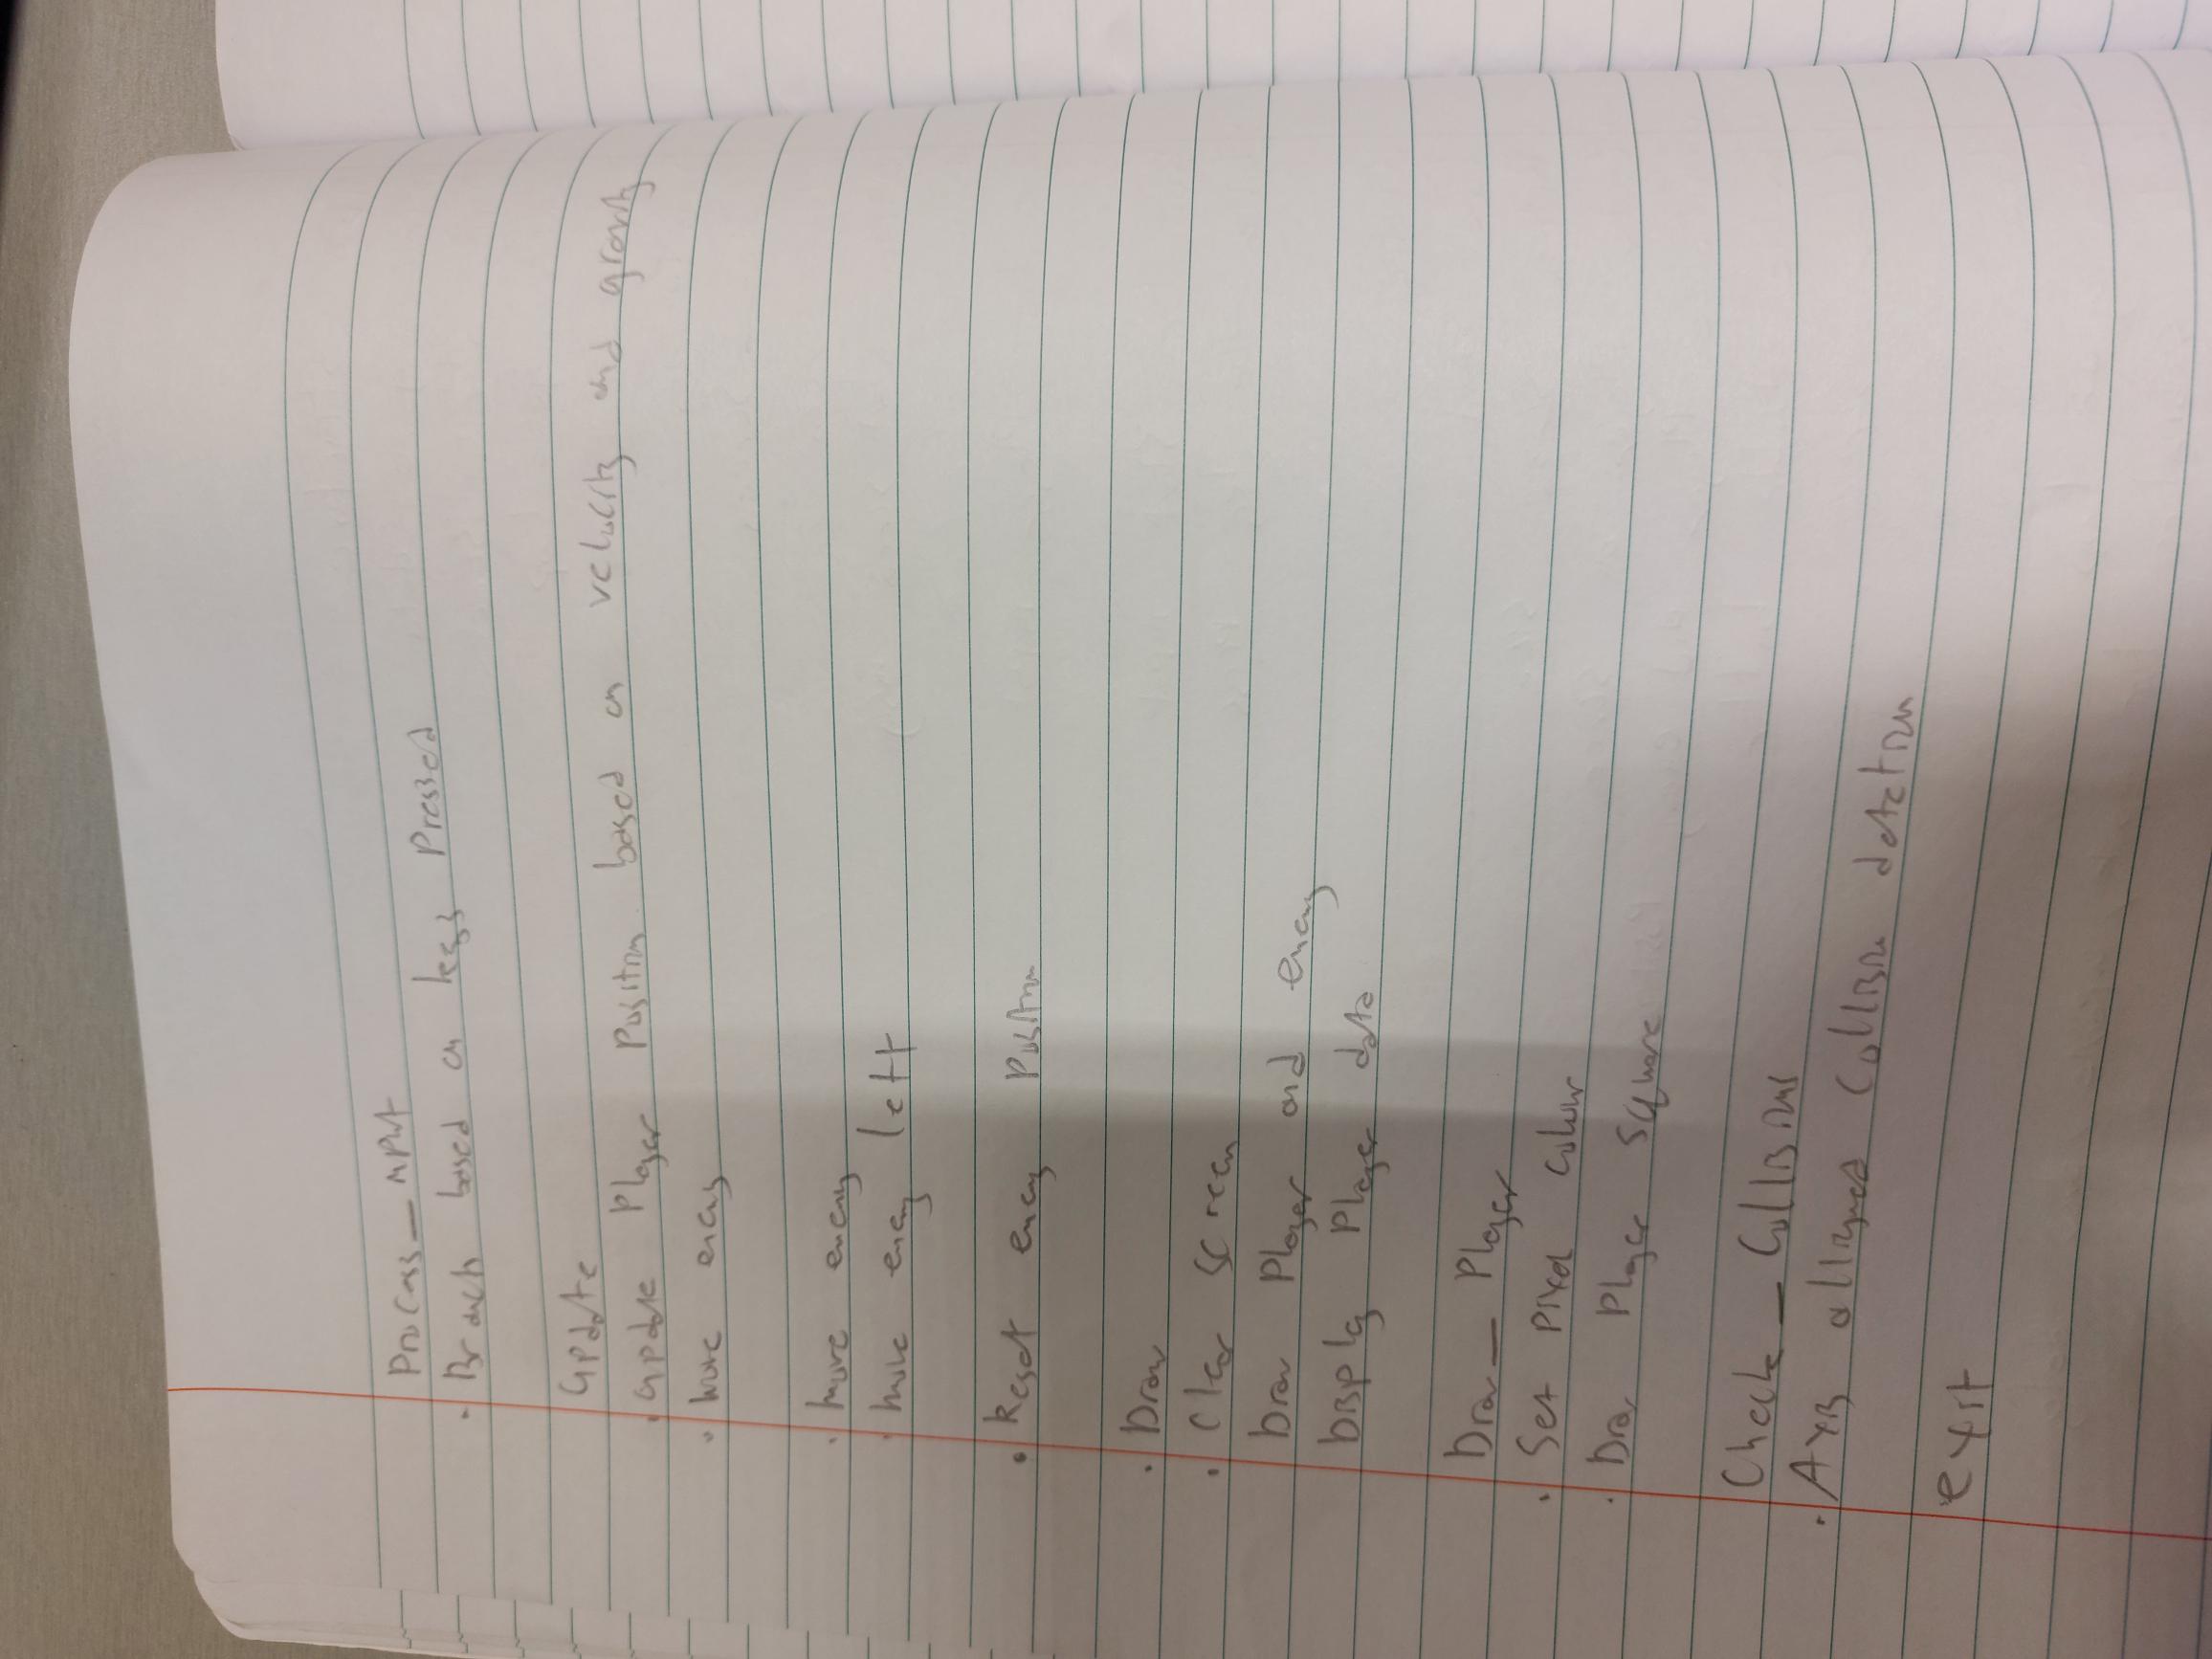 Process_input
. Branch based on keys Pressed
Update
. update Player Position based on velocity and gravity
. move enemy
. move enemy
. move enemy left
. Reset enemy Position
. Draw
. Clear screen
Draw Player and enemy
Display Player data
Draw_Player
. Set Pixel colour
. Draw Player square
Check_Collisions
. Axis alligned Collision detection
exit